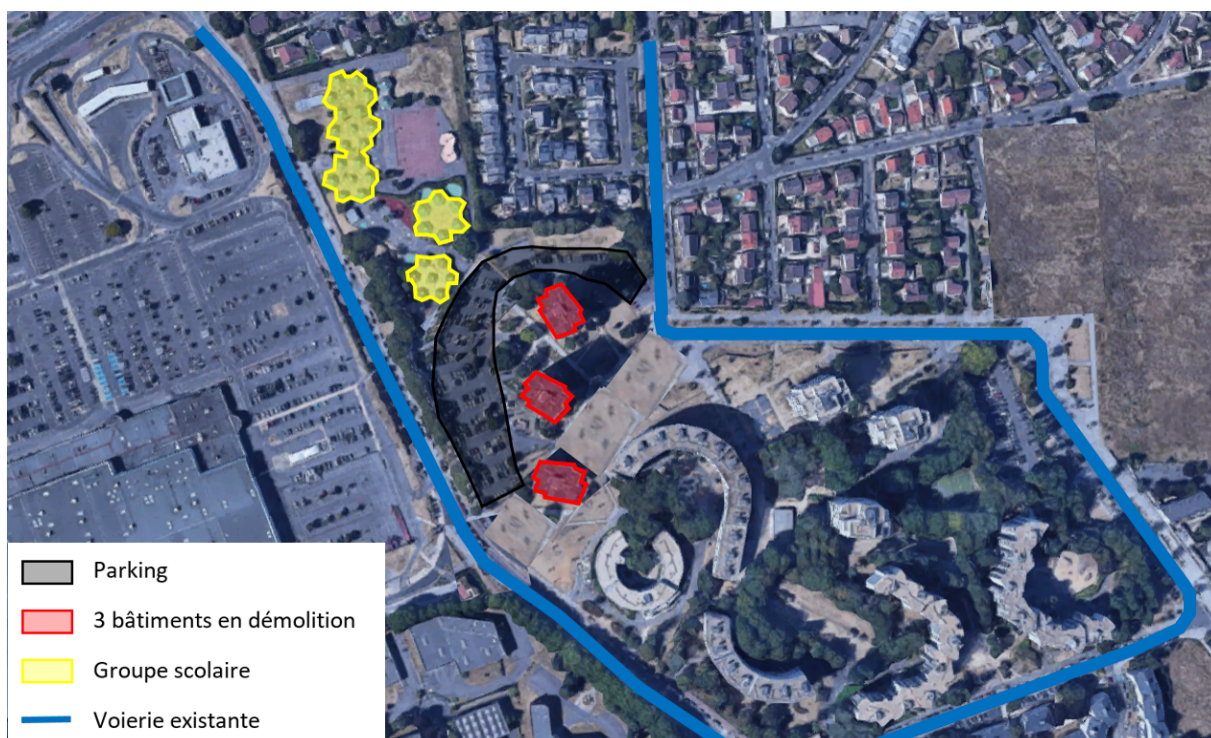 Parking
3 bâtiments en démolition
Groupe scolaire
Voierie existante